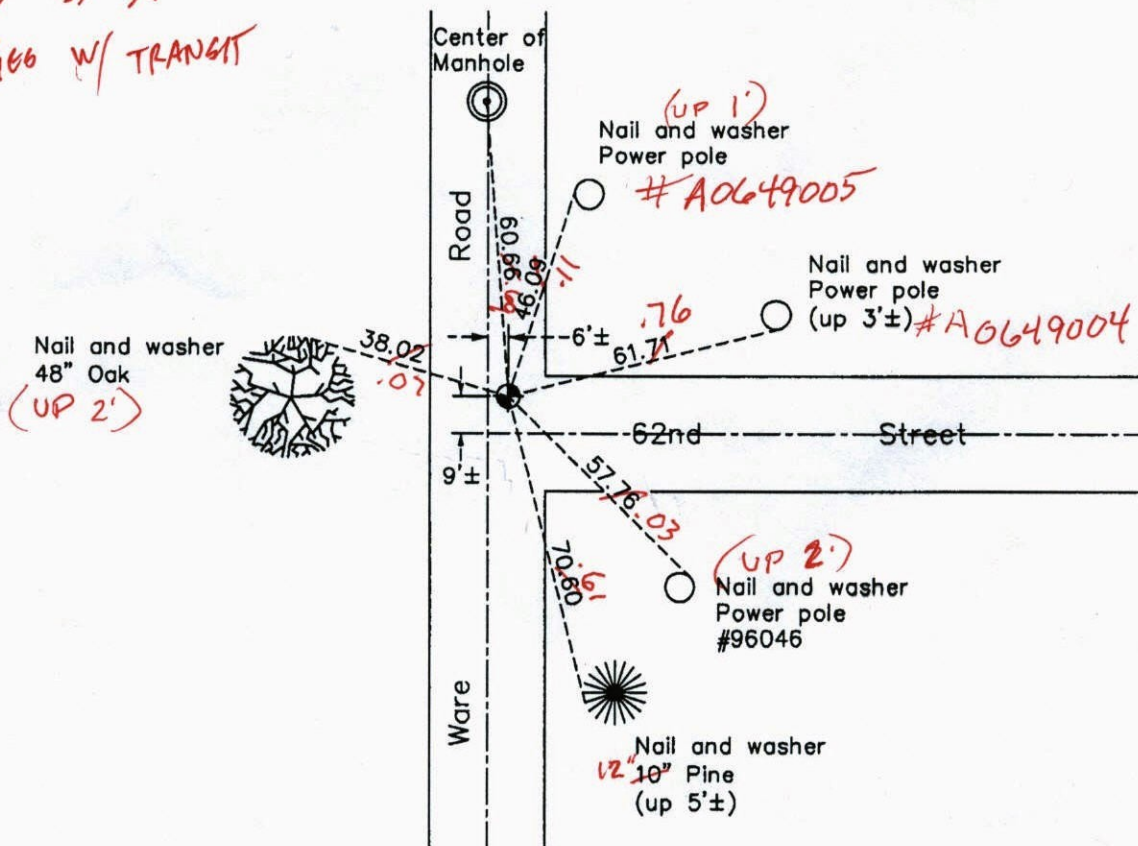 W/ TRANSIT
Center of
Manhole
(UP 1')
Nail and washer
Power pole
#A0649005
Road
99.09
46.09
.11
Nail and washer
Power pole
(up 3'±)
#A0649004
.76
61.71
6'±
38.02
.07
Nail and washer
48" Oak
(UP 2')
62nd Street
9'±
57.76
.03
70.60
.61
(UP 2')
Nail and washer
Power pole
#96046
Ware
Nail and washer
12" 10" Pine
(up 5'±)